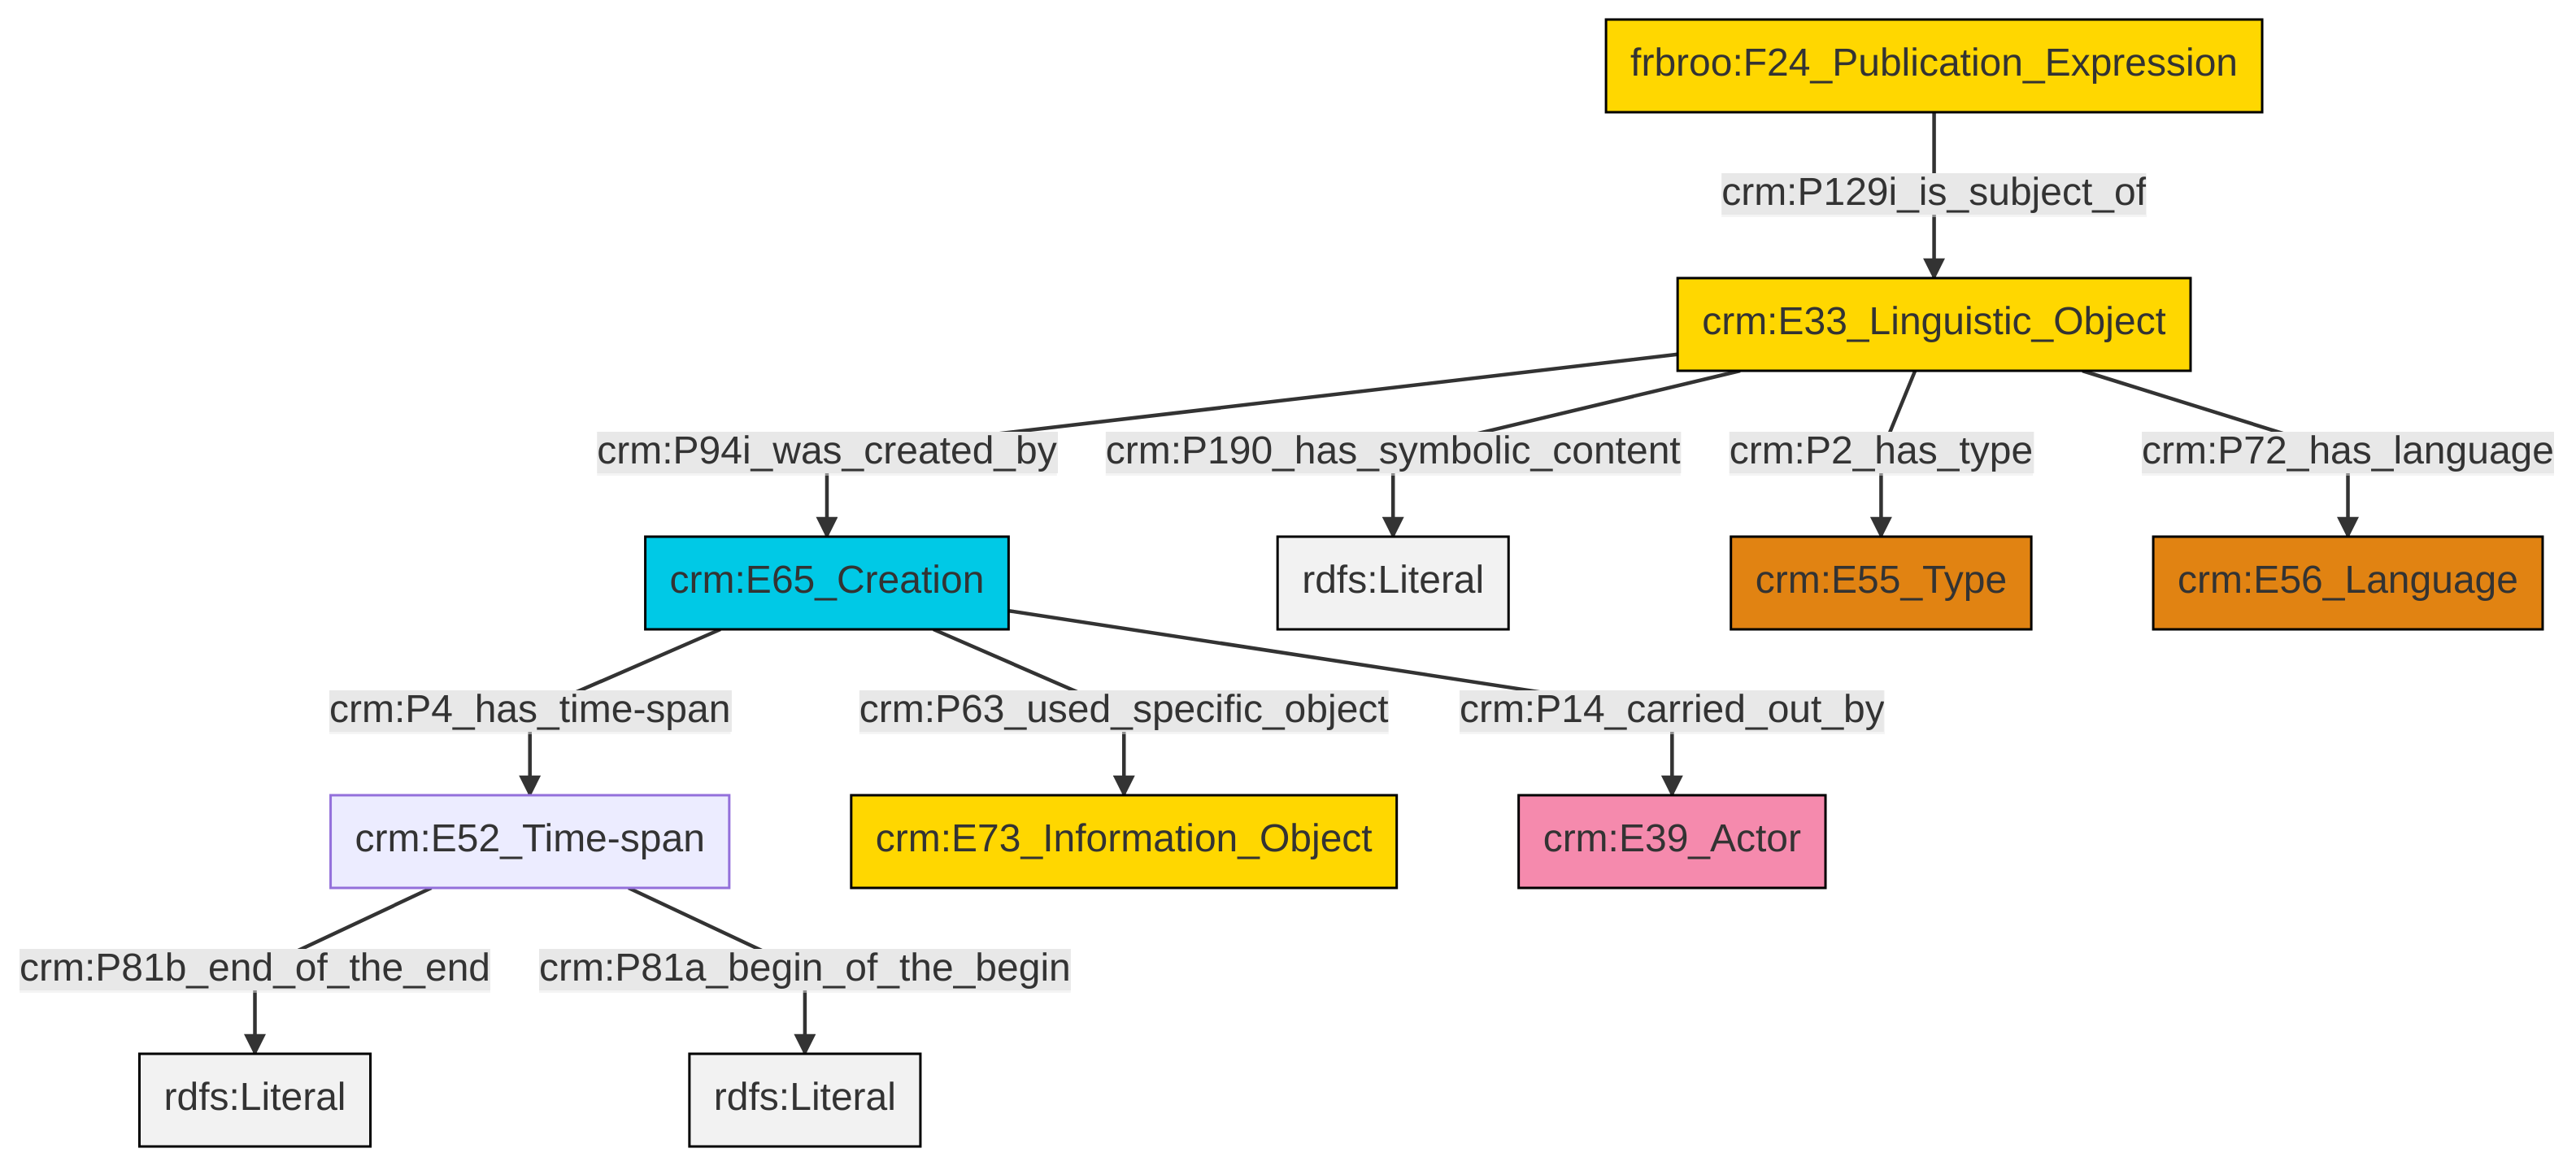 frbroo:F24_Publication_Expression
crm:P129i_is_subject_of
crm:E33_Linguistic_Object
crm:P94i_was_created_by
crm:P190_has_symbolic_content
crm:P2_has_type
crm:P72_has_language
crm:E65_Creation
rdfs:Literal
crm:E55_Type
crm:E56_Language
crm:P4_has_time-span
crm:P63_used_specific_object
crm:P14_carried_out_by
crm:E52_Time-span
crm:E73_Information_Object
crm:E39_Actor
crm:P81b_end_of_the_end
crm:P81a_begin_of_the_begin
rdfs:Literal
rdfs:Literal